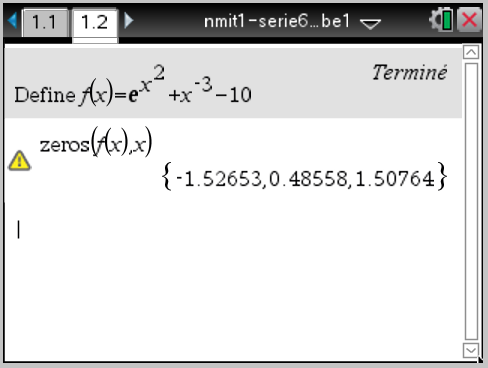 1.1 1.2 nmit1-serie6...be1
Terminé
Define f(x)=e^x^2+x^-3-10
zeros(f(x),x)
{-1.52653,0.48558,1.50764}